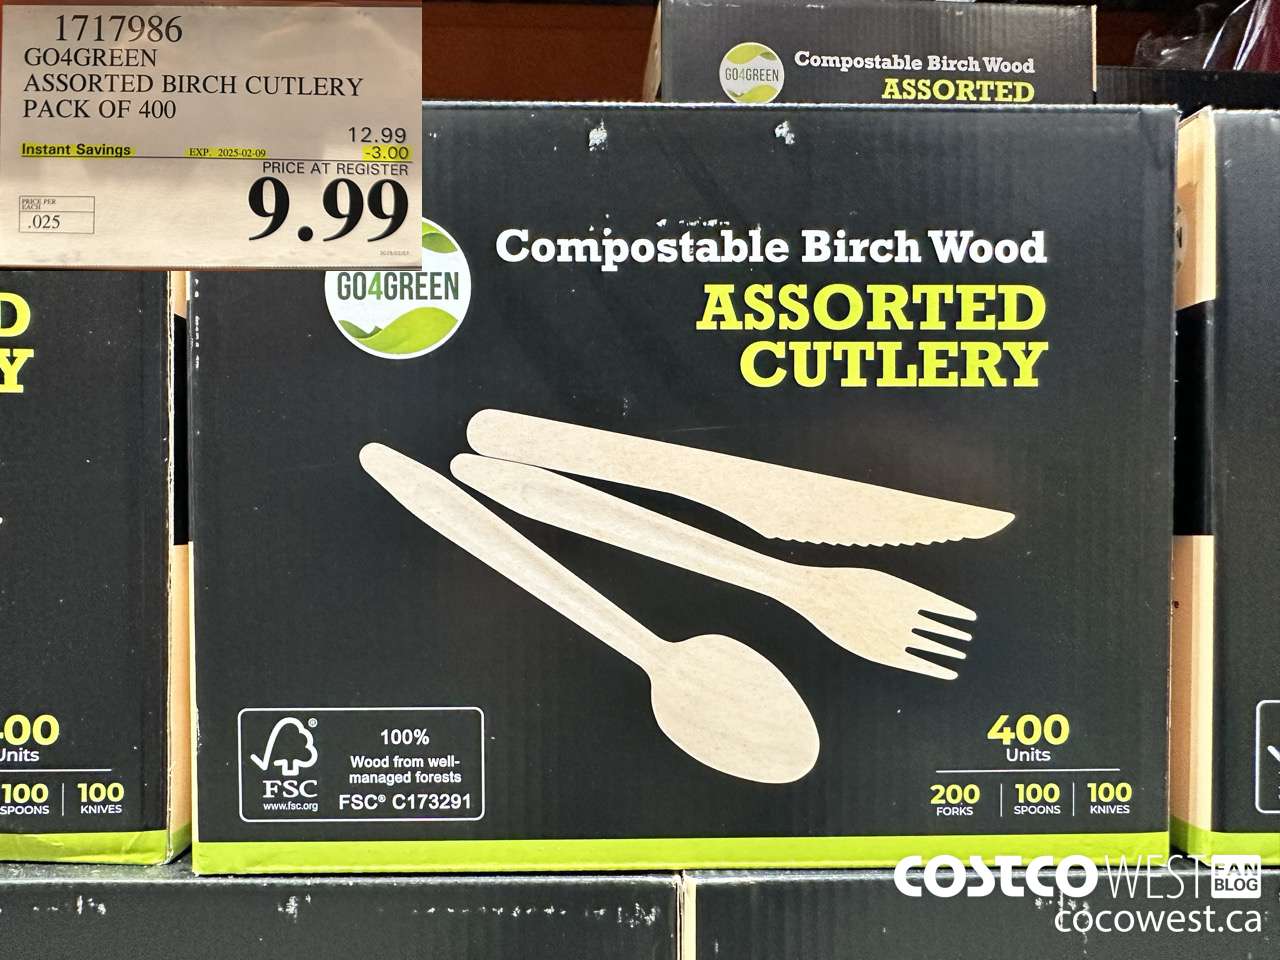 1717986
GO4GREEN
ASSORTED BIRCH CUTLERY
PACK OF 400
12.99
Instant Savings EXP. 2025-02-09 -3.00
PRICE AT REGISTER
9.99
PRICE PER
EACH
.025
GO4GREEN
Compostable Birch Wood
ASSORTED
GO4GREEN
Compostable Birch Wood
ASSORTED
CUTLERY
FSC®
www.fsc.org
100%
Wood from well-
managed forests
FSC® C173291
400
Units
200 100 100
FORKS SPOONS KNIVES
D
Y
400
Units
100 100
SPOONS KNIVES
COSTCO WEST FAN BLOG
cocowest.ca